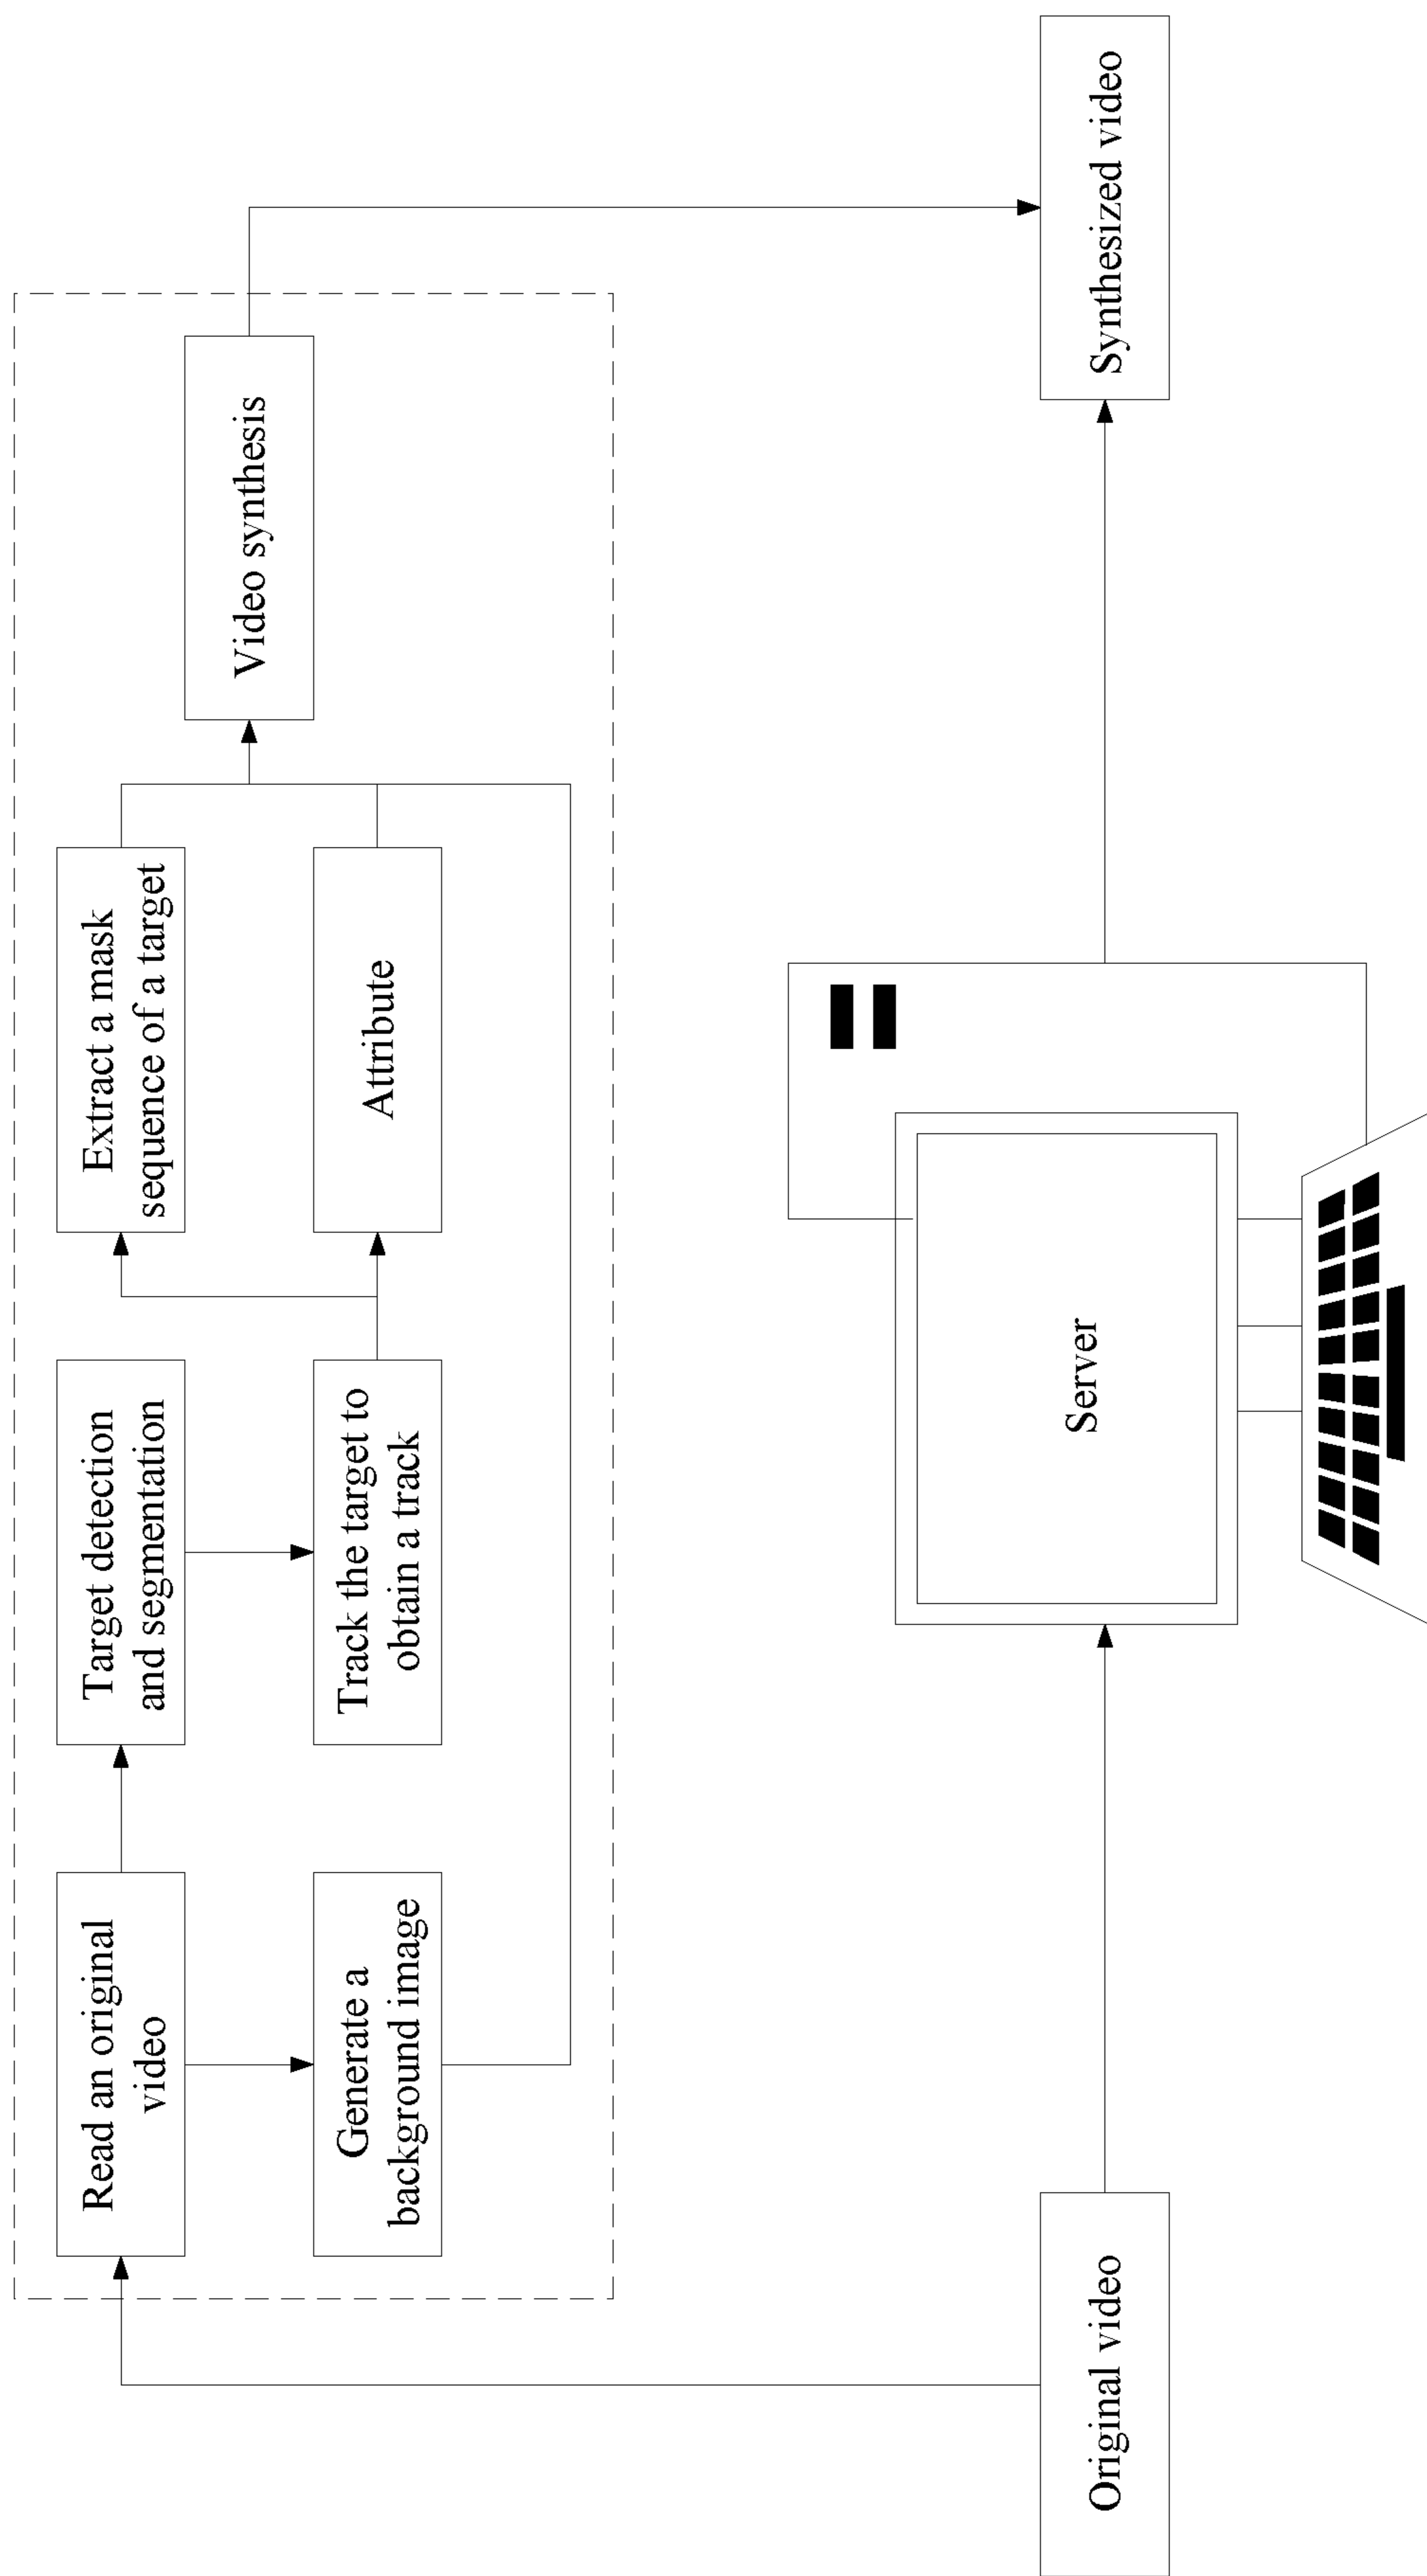 Read an original
video
Target detection
and segmentation
Extract a mask
sequence of a target
Video synthesis
Generate a
background image
Track the target to
obtain a track
Attribute
Original video
Server
Synthesized video